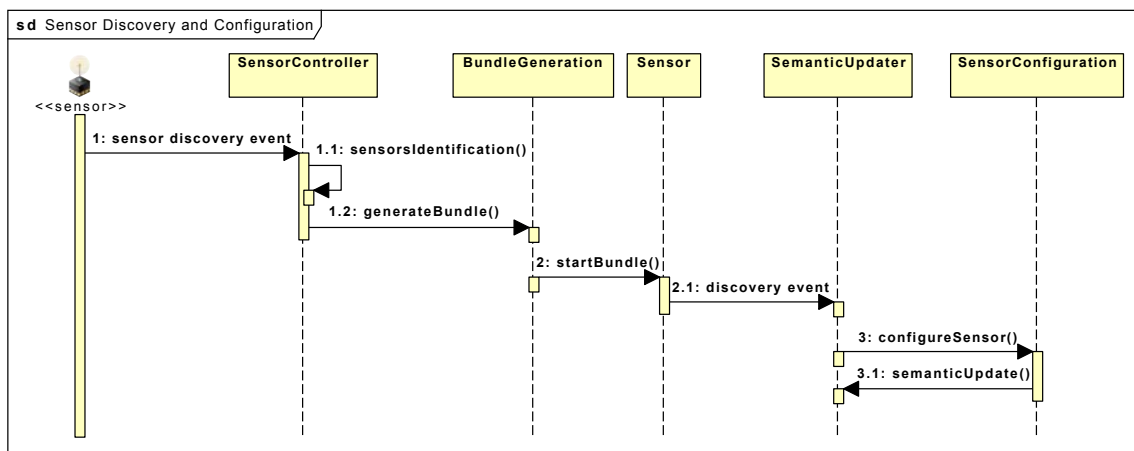 sd Sensor Discovery and Configuration
SensorController
BundleGeneration
Sensor
SemanticUpdater
SensorConfiguration
<<sensor>>
1: sensor discovery event
1.1: sensorsIdentification()
1.2: generateBundle()
2: startBundle()
2.1: discovery event
3: configureSensor()
3.1: semanticUpdate()